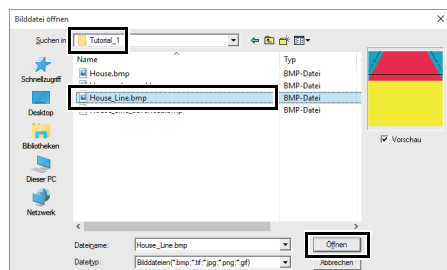 Bilddatei öffnen
Suchen in Tutorial_1
Name Typ
House.bmp BMP-Datei
BMP-Datei
House_Line.bmp BMP-Datei
BMP-Datei
Schnellzugriff
Desktop
Bibliotheken
Dieser PC
Netzwerk
Vorschau
Dateiname: House_Line.bmp Öffnen
Dateityp: Bilddateien(*.bmp;*.tif;*.jpg;*.png;*.gif) Abbrechen